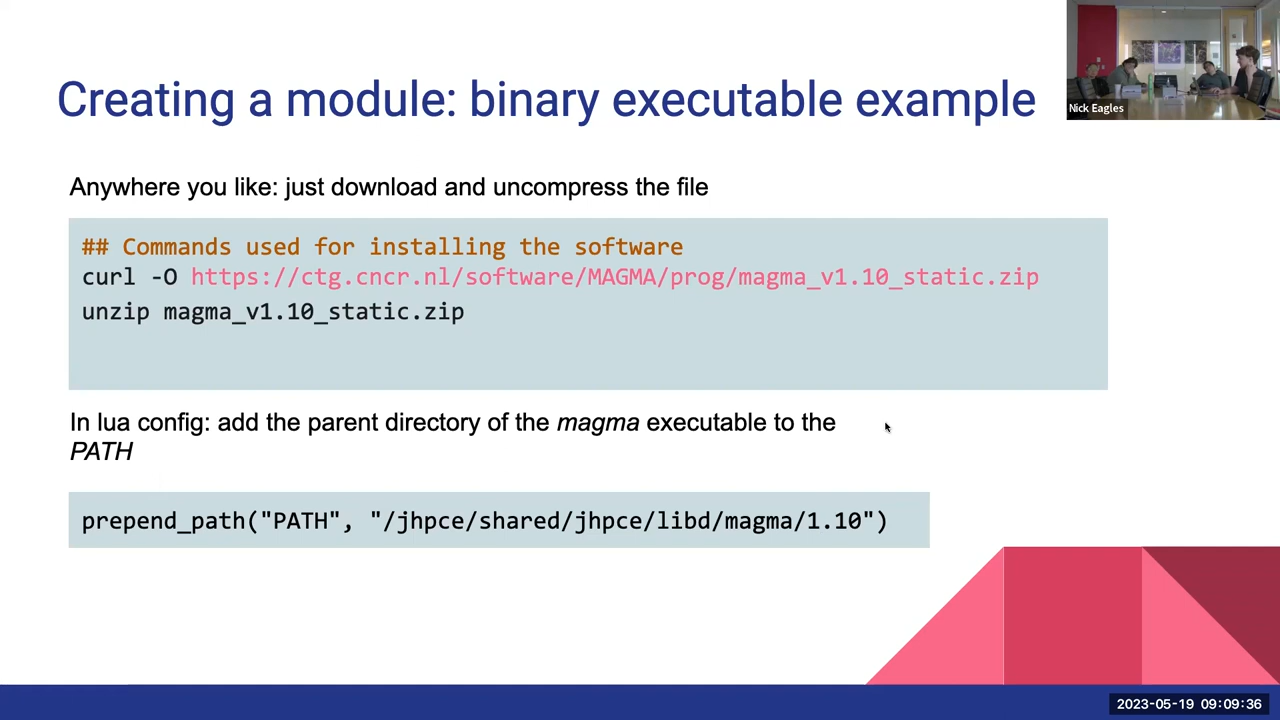 Creating a module: binary executable example
Nick Eagles
Anywhere you like: just download and uncompress the file
## Commands used for installing the software
curl -O https://ctg.cncr.nl/software/MAGMA/prog/magma_v1.10_static.zip
unzip magma_v1.10_static.zip
In lua config: add the parent directory of the magma executable to the
PATH
prepend_path("PATH", "/jhpce/shared/jhpce/libd/magma/1.10")
2023-05-19 09:09:36